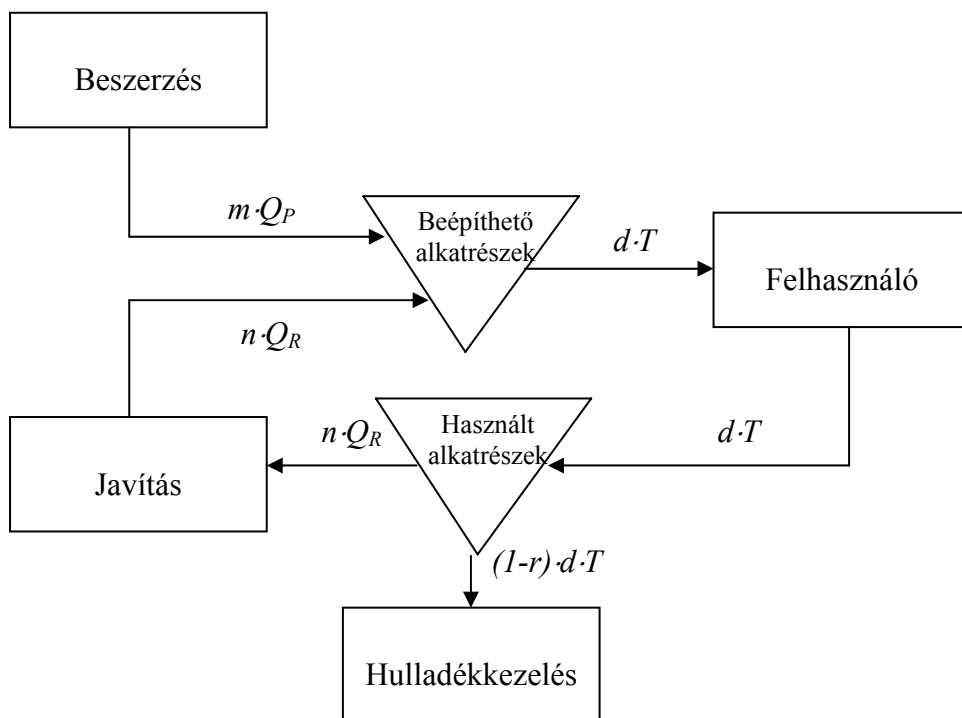 Beszerzés
m·Q_P
Beépíthető
alkatrészek
d·T
Felhasználó
n·Q_R
Használt
alkatrészek
n·Q_R
d·T
Javítás
(1-r)·d·T
Hulladékkezelés